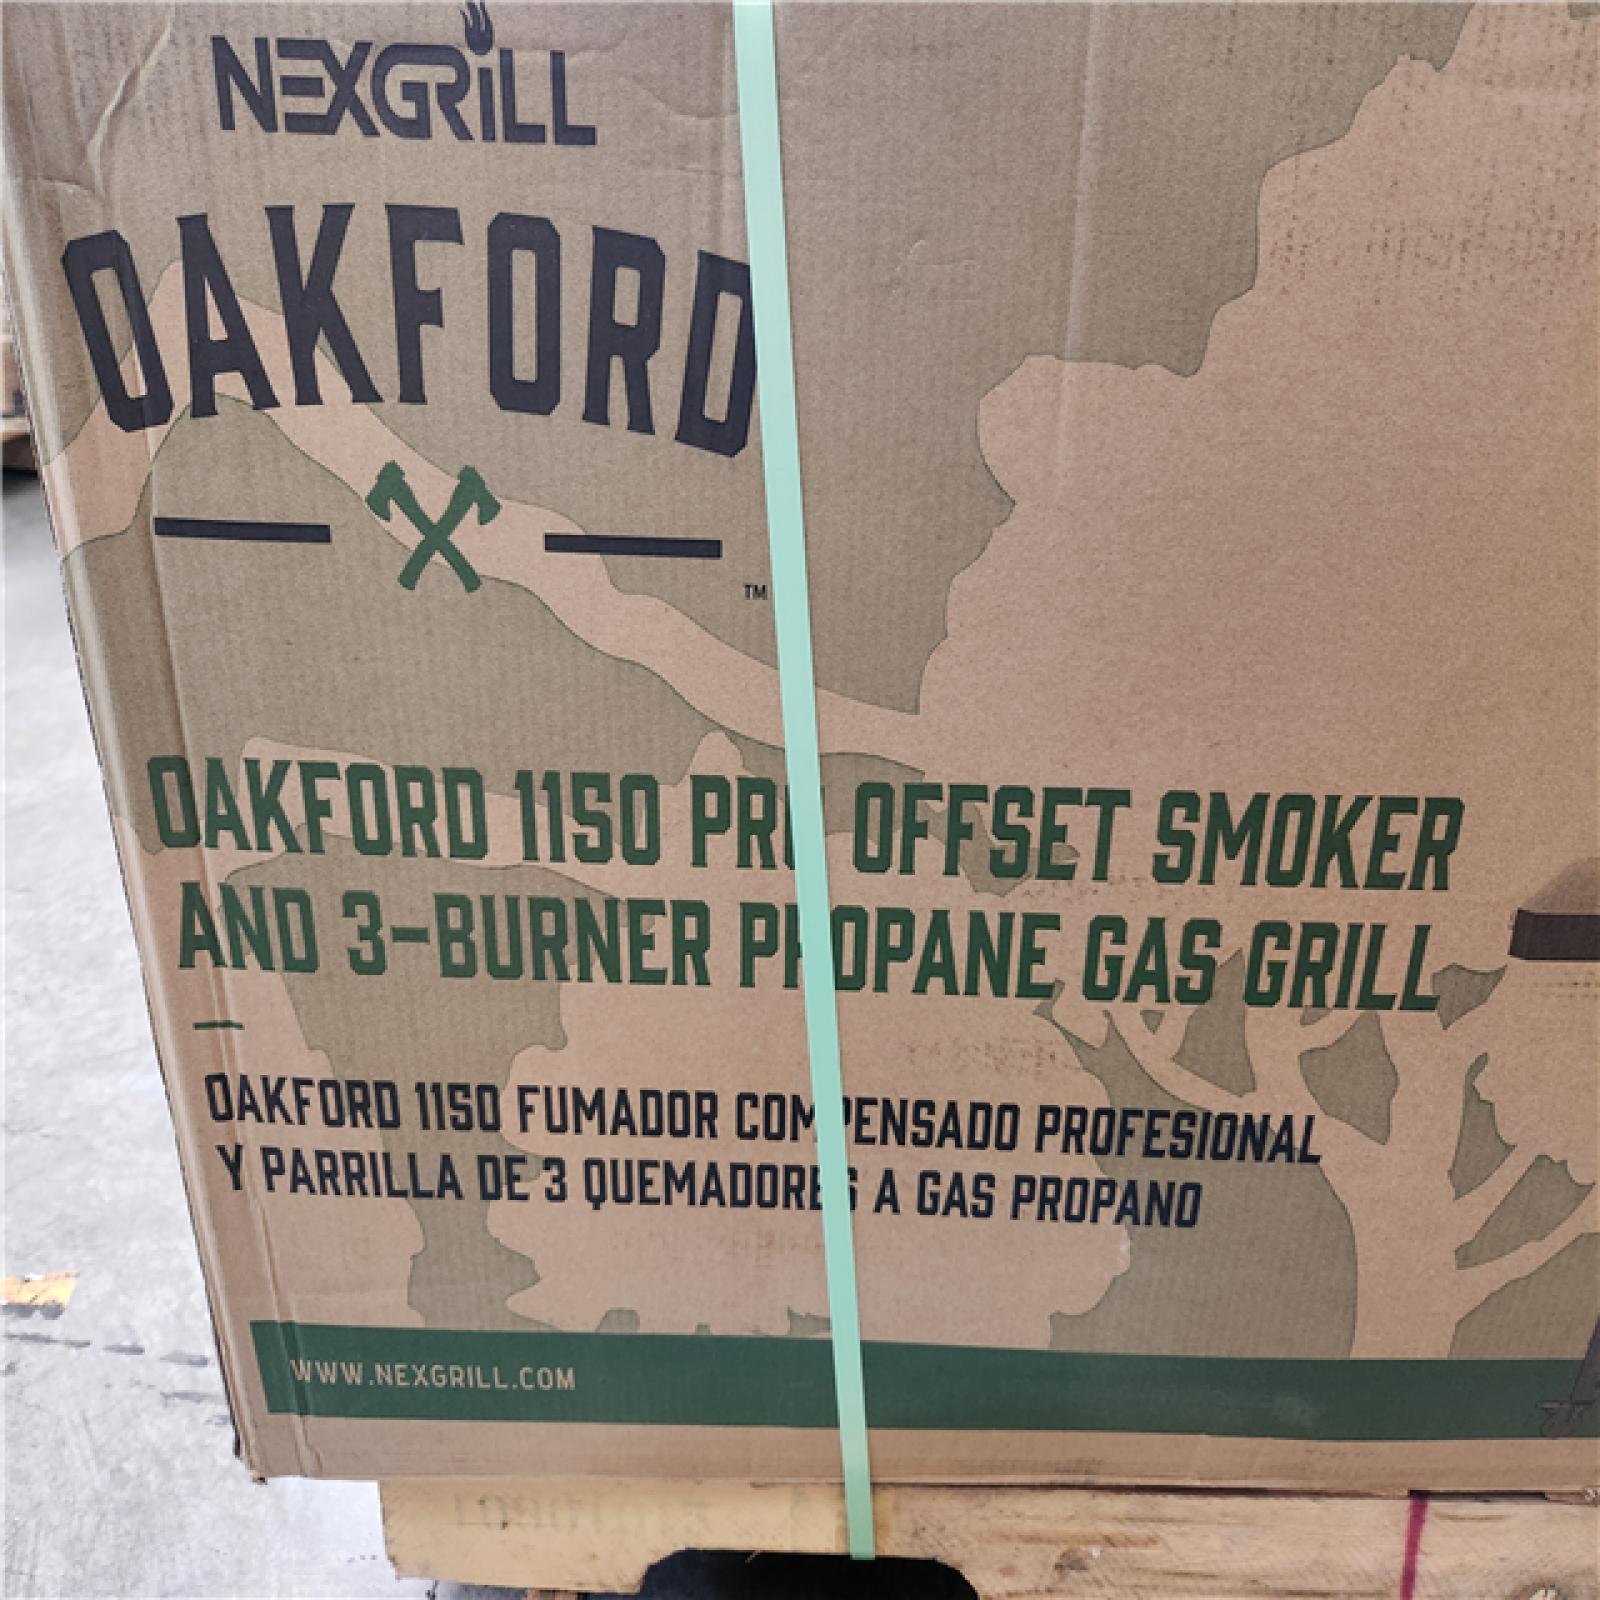 NEXGRILL
OAKFORD
TM
OAKFORD 1150 PRO OFFSET SMOKER
AND 3-BURNER PROPANE GAS GRILL
OAKFORD 1150 FUMADOR COMPENSADO PROFESIONAL
Y PARRILLA DE 3 QUEMADORES A GAS PROPANO
WWW.NEXGRILL.COM